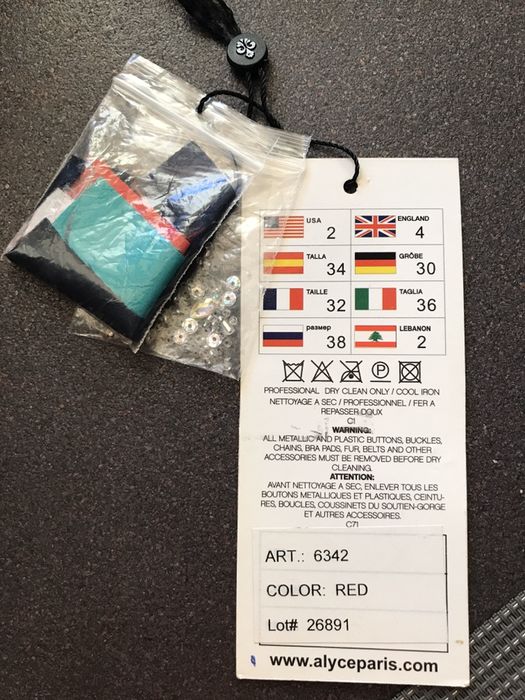 USA
2
ENGLAND
4
TALLA
34
GRÖBE
30
TAILLE
32
TAGLIA
36
размер
38
LEBANON
2
P
PROFESSIONAL DRY CLEAN ONLY / COOL IRON
NETTOYAGE A SEC / PROFESSIONNEL / FER A
REPASSER DOUX
C1
WARNING:
ALL METALLIC AND PLASTIC BUTTONS, BUCKLES,
CHAINS, BRA PADS, FUR, BELTS AND OTHER
ACCESSORIES MUST BE REMOVED BEFORE DRY
CLEANING.
ATTENTION:
AVANT NETTOYAGE A SEC, ENLEVER TOUS LES
BOUTONS METALLIQUES ET PLASTIQUES, CEINTU-
RES, BOUCLES, COUSSINETS DU SOUTIEN-GORGE
ET AUTRES ACCESSOIRES.
C71
ART.: 6342
COLOR: RED
Lot# 26891
www.alyceparis.com